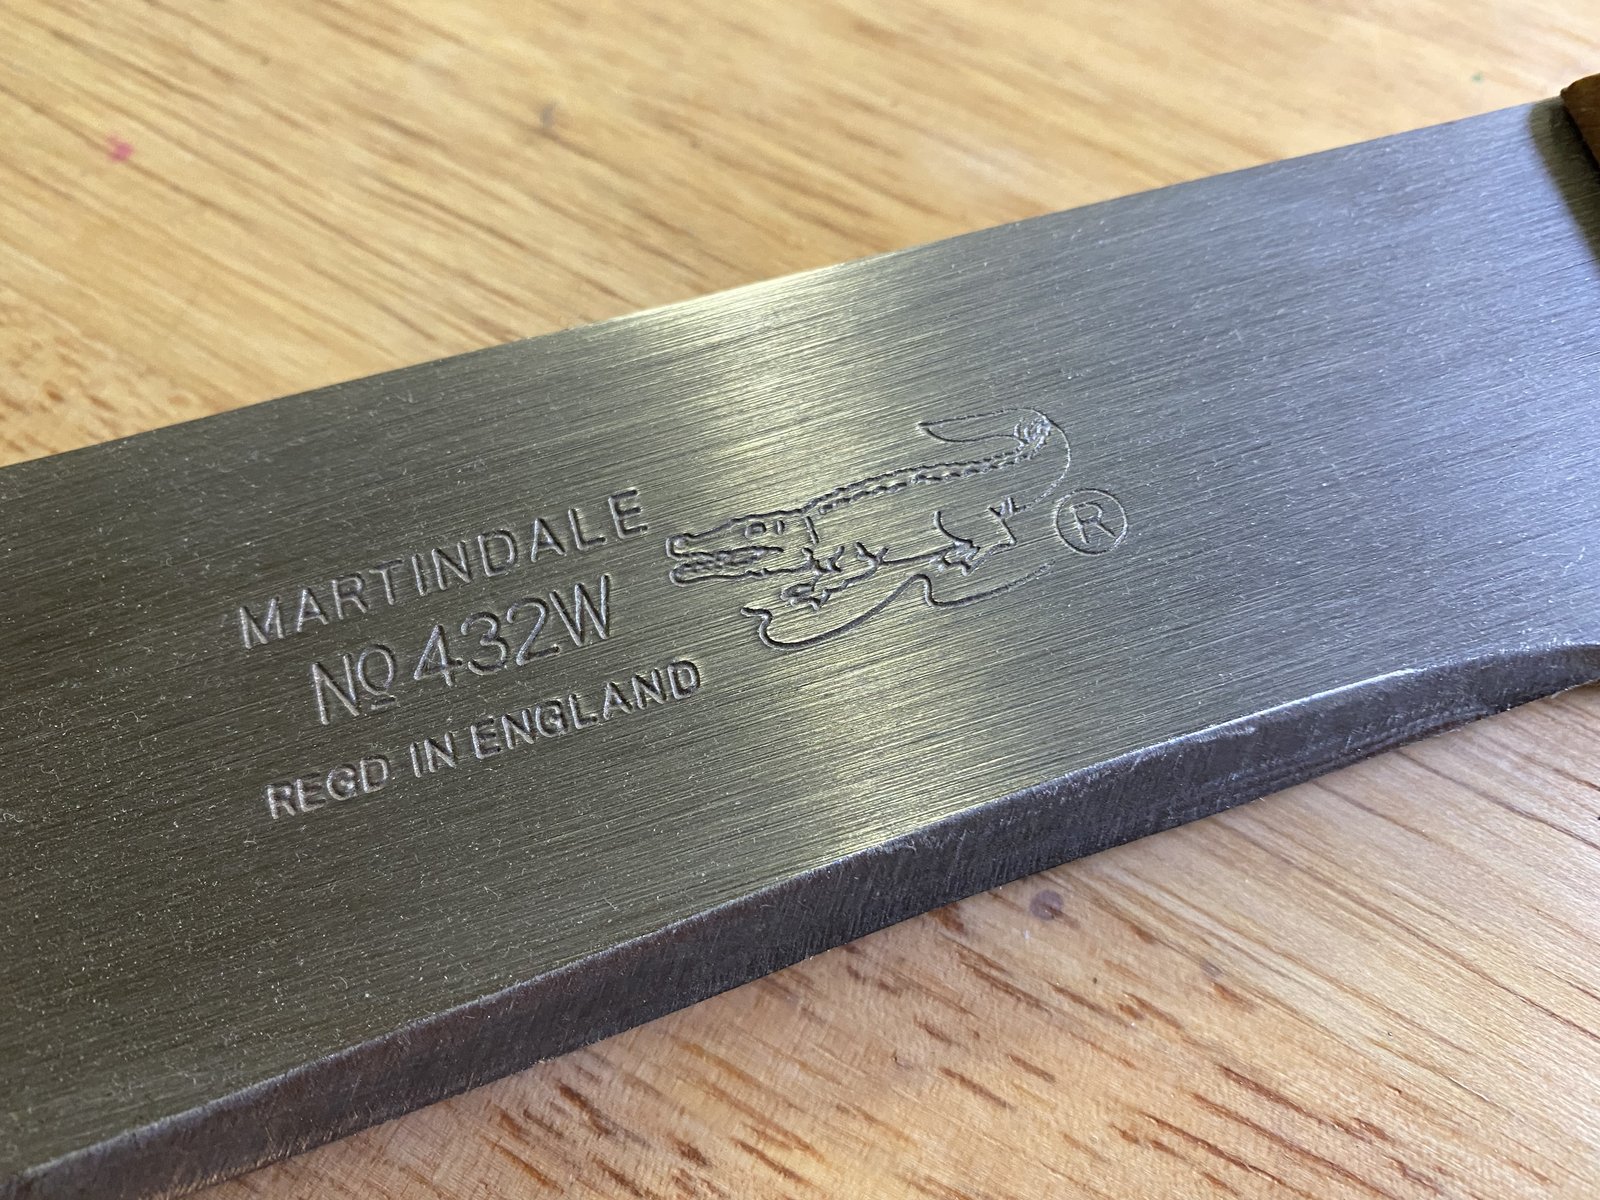 MARTINDALE
Nº 432W
REGD IN ENGLAND
®